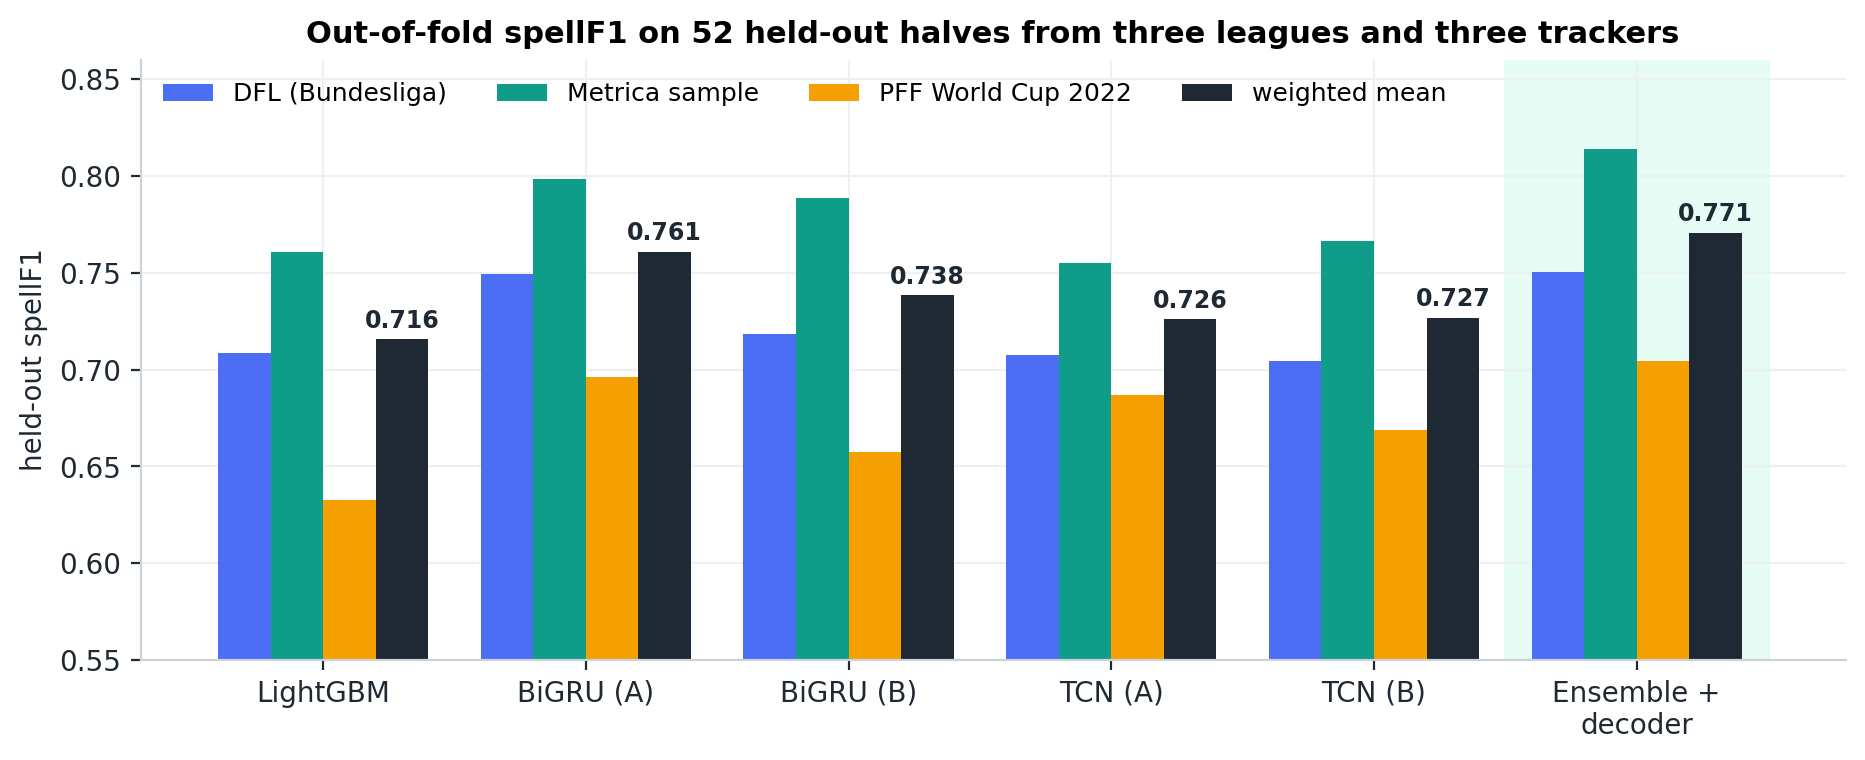 Out-of-fold spellF1 on 52 held-out halves from three leagues and three trackers
DFL (Bundesliga) Metrica sample PFF World Cup 2022 weighted mean
held-out spellF1
0.85
0.80
0.75
0.70
0.65
0.60
0.55
0.716
0.761
0.738
0.726
0.727
0.771
LightGBM
BiGRU (A)
BiGRU (B)
TCN (A)
TCN (B)
Ensemble +
decoder